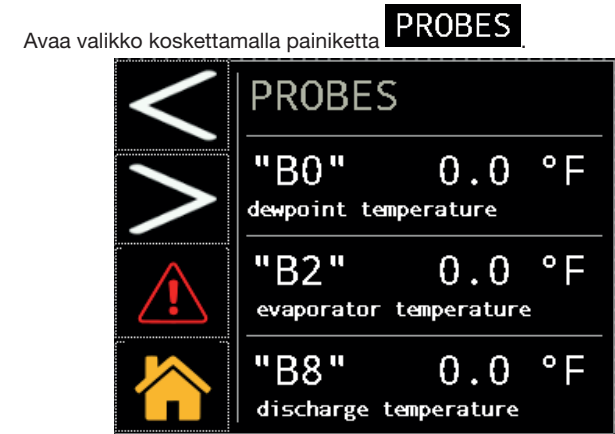 Avaa valikko koskettamalla painiketta PROBES.
PROBES
"B0" 0.0 °F
dewpoint temperature
"B2" 0.0 °F
evaporator temperature
"B8" 0.0 °F
discharge temperature